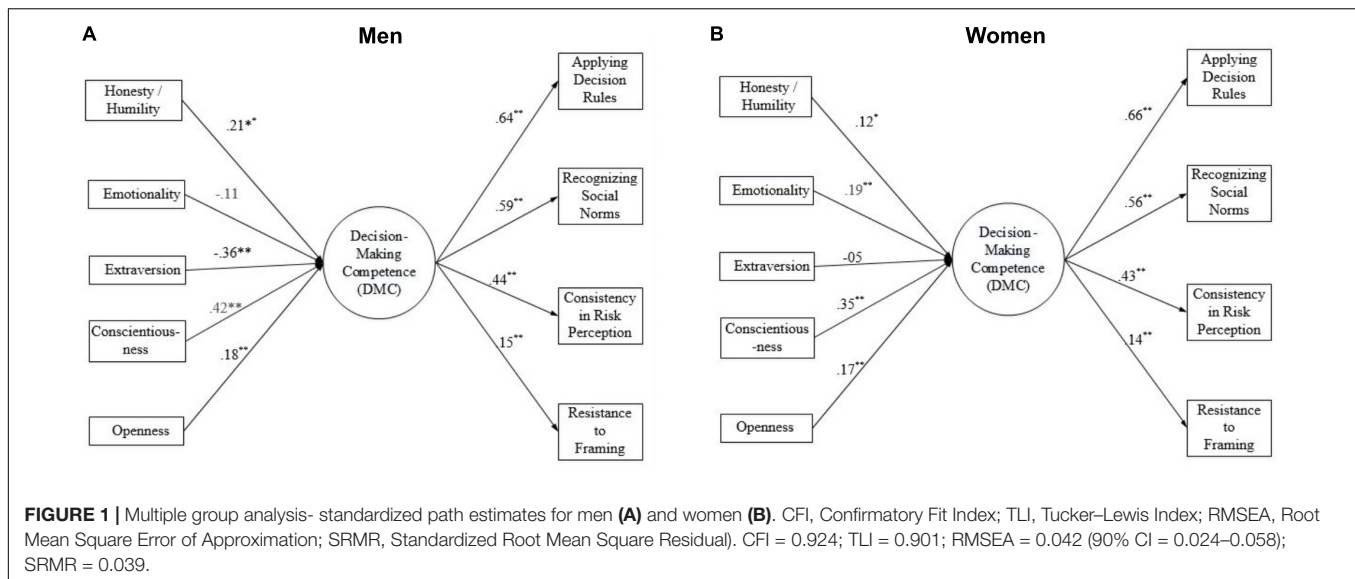 A
Men
Honesty /
Humility
Emotionality
Extraversion
Conscientious-
ness
Openness
.21**
-.11
-.36**
.42**
.18**
Decision-
Making
Competence
(DMC)
.64**
.59**
.44**
.15**
Applying
Decision
Rules
Recognizing
Social
Norms
Consistency
in Risk
Perception
Resistance
to
Framing
B
Women
Honesty /
Humility
Emotionality
Extraversion
Conscientious
-ness
Openness
.12*
.19**
-05
.35**
.17**
Decision-
Making
Competence
(DMC)
.66**
.56**
.43**
.14**
Applying
Decision
Rules
Recognizing
Social
Norms
Consistency
in Risk
Perception
Resistance
to
Framing
FIGURE 1 | Multiple group analysis- standardized path estimates for men (A) and women (B). CFI, Confirmatory Fit Index; TLI, Tucker–Lewis Index; RMSEA, Root
Mean Square Error of Approximation; SRMR, Standardized Root Mean Square Residual). CFI = 0.924; TLI = 0.901; RMSEA = 0.042 (90% CI = 0.024–0.058);
SRMR = 0.039.